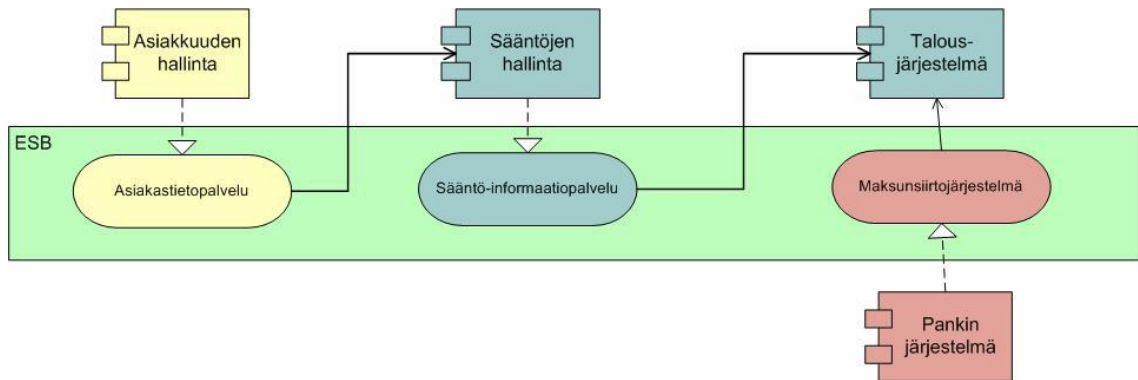 Asiakkuuden
hallinta
Sääntöjen
hallinta
Talous-
järjestelmä
ESB
Asiakastietopalvelu
Sääntö-informaatiopalvelu
Maksunsiirtojärjestelmä
Pankin
järjestelmä